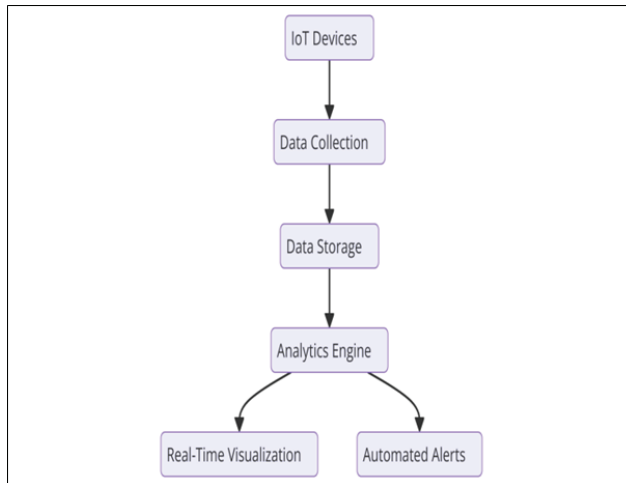 IoT Devices
Data Collection
Data Storage
Analytics Engine
Real-Time Visualization
Automated Alerts